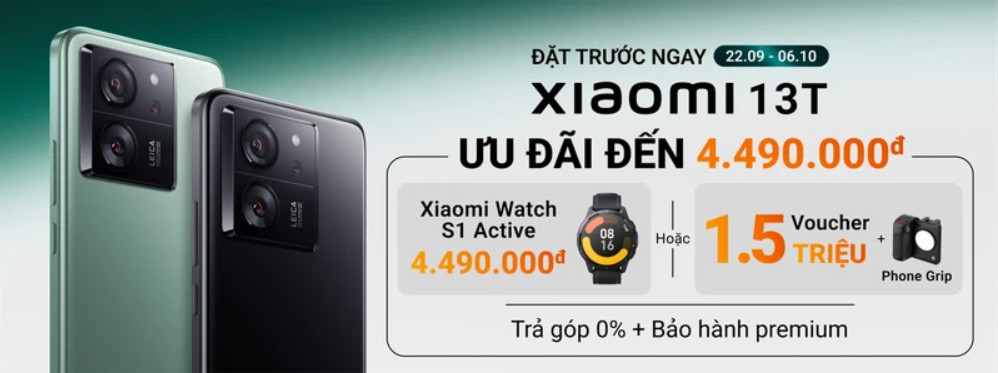 ĐẶT TRƯỚC NGAY 22.09 - 06.10
XIAOMI 13T
ƯU ĐÃI ĐẾN 4.490.000đ
Xiaomi Watch
S1 Active
4.490.000đ
08
16
Hoặc
1.5 Voucher
TRIỆU
+
Phone Grip
Trả góp 0% + Bảo hành premium
LEICA
LEICA